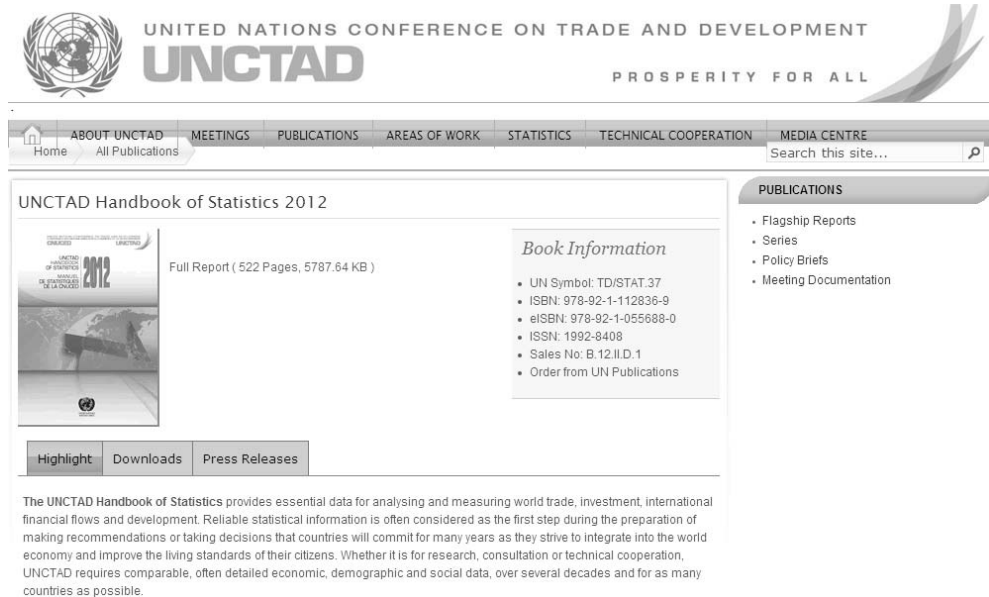 UNITED NATIONS CONFERENCE ON TRADE AND DEVELOPMENT
UNCTAD
PROSPERITY FOR ALL
ABOUT UNCTAD MEETINGS PUBLICATIONS AREAS OF WORK STATISTICS TECHNICAL COOPERATION MEDIA CENTRE
Home All Publications
Search this site...
UNCTAD Handbook of Statistics 2012
UNCTAD
HANDBOOK
OF STATISTICS
MANUEL
DE STATISTIQUES
DE LA CNUCED
2012
Full Report ( 522 Pages, 5787.64 KB )
Book Information
• UN Symbol: TD/STAT.37
• ISBN: 978-92-1-112836-9
• eISBN: 978-92-1-055688-0
• ISSN: 1992-8408
• Sales No: B.12.II.D.1
• Order from UN Publications
PUBLICATIONS
• Flagship Reports
• Series
• Policy Briefs
• Meeting Documentation
Highlight Downloads Press Releases
The UNCTAD Handbook of Statistics provides essential data for analysing and measuring world trade, investment, international
financial flows and development. Reliable statistical information is often considered as the first step during the preparation of
making recommendations or taking decisions that countries will commit for many years as they strive to integrate into the world
economy and improve the living standards of their citizens. Whether it is for research, consultation or technical cooperation,
UNCTAD requires comparable, often detailed economic, demographic and social data, over several decades and for as many
countries as possible.